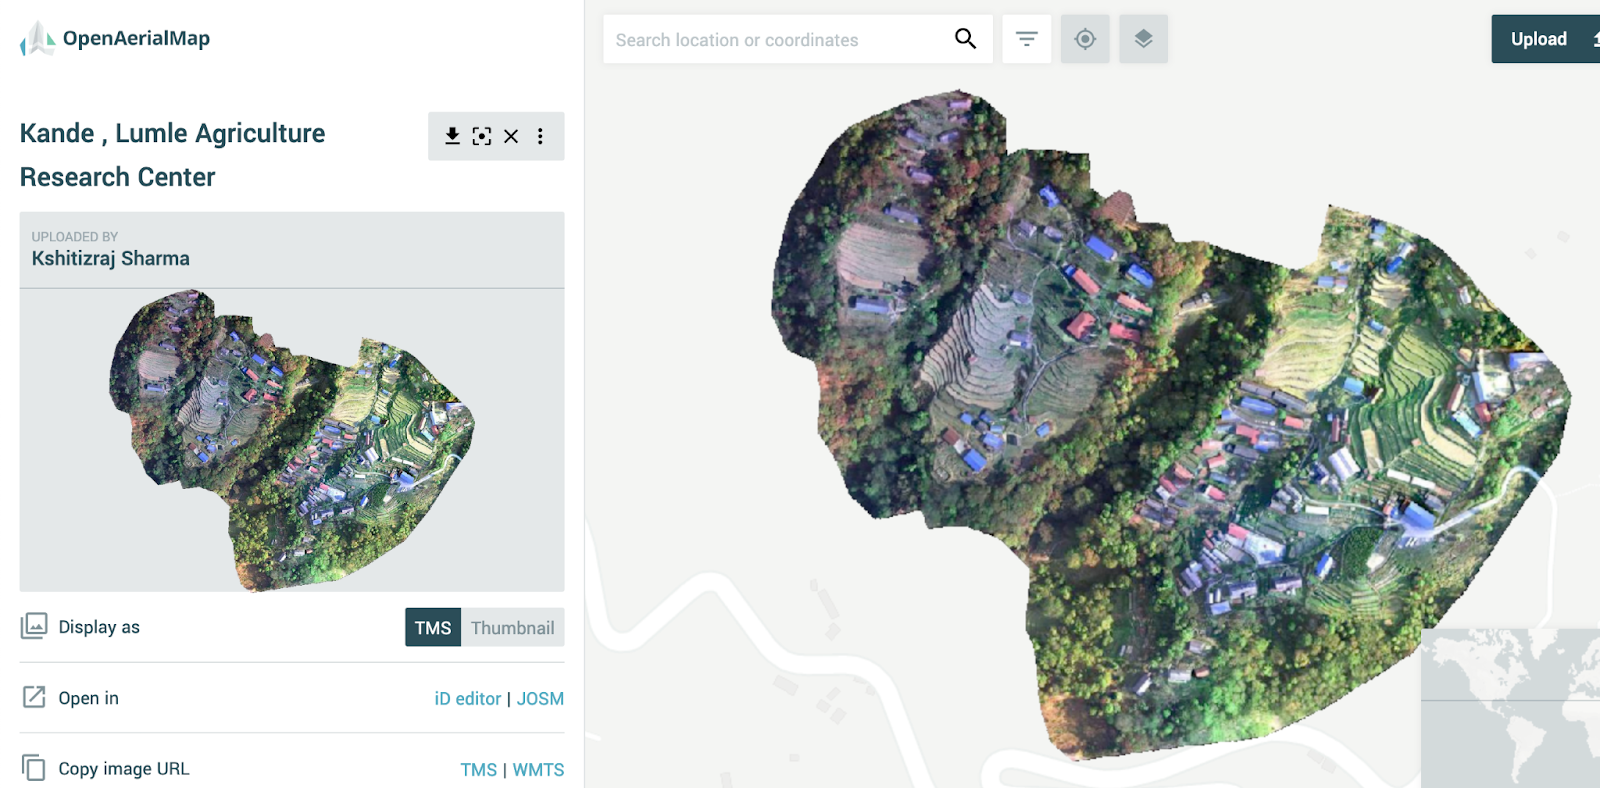 OpenAerialMap
Search location or coordinates
Upload
Kande , Lumle Agriculture
Research Center
UPLOADED BY
Kshitizraj Sharma
Display as
TMS Thumbnail
Open in
iD editor | JOSM
Copy image URL
TMS | WMTS